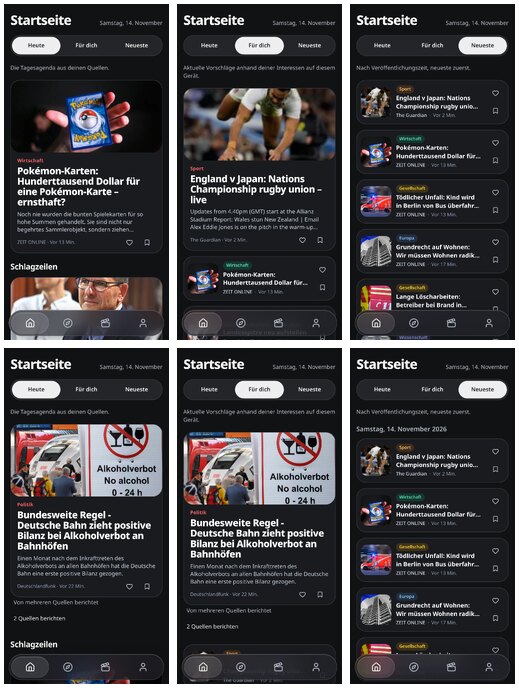 Startseite
Samstag, 14. November
Heute
Für dich
Neueste
Die Tagesagenda aus deinen Quellen.
Wirtschaft
Pokémon-Karten:
Hunderttausend Dollar für
eine Pokémon-Karte –
ernsthaft?
Noch nie wurden die bunten Spielekarten für so
hohe Summen gehandelt. Sie sind nicht nur
begehrtes Sammlerobjekt, sondern ziehen...
ZEIT ONLINE · Vor 13 Min.
Schlagzeilen
Startseite
Samstag, 14. November
Heute
Für dich
Neueste
Aktuelle Vorschläge anhand deiner Interessen auf diesem
Gerät.
Sport
England v Japan: Nations
Championship rugby union –
live
Updates from 4.40pm (GMT) start at the Allianz
Stadium Report: Wales stun New Zealand | Email
Alex Eddie Jones is on the pitch in the warm-up...
The Guardian · Vor 2 Min.
Wirtschaft
Pokémon-Karten:
Hunderttausend Dollar für...
ZEIT ONLINE · Vor 13 Min.
Startseite
Samstag, 14. November
Heute
Für dich
Neueste
Nach Veröffentlichungszeit, neueste zuerst.
Sport
England v Japan: Nations
Championship rugby unio...
The Guardian · Vor 2 Min.
Wirtschaft
Pokémon-Karten:
Hunderttausend Dollar für...
ZEIT ONLINE · Vor 13 Min.
Gesellschaft
Tödlicher Unfall: Kind wird
in Berlin von Bus überfahr...
ZEIT ONLINE · Vor 13 Min.
Europa
Grundrecht auf Wohnen:
Wir müssen Wohnen radik...
ZEIT ONLINE · Vor 17 Min.
Gesellschaft
Lange Löscharbeiten:
Betreiber bei Brand in...
Startseite
Samstag, 14. November
Heute
Für dich
Neueste
Die Tagesagenda aus deinen Quellen.
Alkoholverbot
No alcohol
0 - 24 h
Politik
Bundesweite Regel -
Deutsche Bahn zieht positive
Bilanz bei Alkoholverbot an
Bahnhöfen
Einen Monat nach dem Inkrafttreten des
Alkoholverbots an allen Bahnhöfen hat die Deutsche
Bahn eine erste positive Bilanz gezogen.
Deutschlandfunk · Vor 22 Min.
Von mehreren Quellen berichtet
2 Quellen berichten
Schlagzeilen
Startseite
Samstag, 14. November
Heute
Für dich
Neueste
Aktuelle Vorschläge anhand deiner Interessen auf diesem
Gerät.
Alkoholverbot
No alcohol
0 - 24 h
Politik
Bundesweite Regel -
Deutsche Bahn zieht positive
Bilanz bei Alkoholverbot an
Bahnhöfen
Einen Monat nach dem Inkrafttreten des
Alkoholverbots an allen Bahnhöfen hat die Deutsche
Bahn eine erste positive Bilanz gezogen.
Deutschlandfunk · Vor 22 Min.
Von mehreren Quellen berichtet
2 Quellen berichten
Startseite
Samstag, 14. November
Heute
Für dich
Neueste
Nach Veröffentlichungszeit, neueste zuerst.
Samstag, 14. November 2026
Sport
England v Japan: Nations
Championship rugby unio...
The Guardian · Vor 2 Min.
Wirtschaft
Pokémon-Karten:
Hunderttausend Dollar für...
ZEIT ONLINE · Vor 13 Min.
Gesellschaft
Tödlicher Unfall: Kind wird
in Berlin von Bus überfahr...
ZEIT ONLINE · Vor 13 Min.
Europa
Grundrecht auf Wohnen:
Wir müssen Wohnen radik...
ZEIT ONLINE · Vor 17 Min.
Gesellschaft